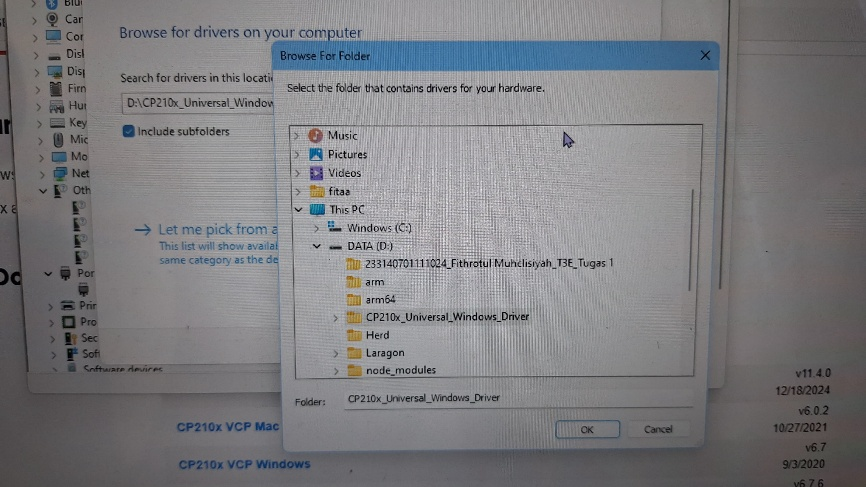 Blu
Car
Cor
Disl
Disp
Firn
Hur
Key
Mic
Mo
Net
Oth
Por
Prir
Pro
Sec
Soft
Software devices
Browse for drivers on your computer
Search for drivers in this locati
D:\CP210x_Universal_Window
Include subfolders
Let me pick from a
This list will show availal
same category as the de
Browse For Folder
Select the folder that contains drivers for your hardware.
Music
Pictures
Videos
fitaa
This PC
Windows (C:)
DATA (D:)
233140701111024_Fithrotul Muhclisiyah_T3E_Tugas 1
arm
arm64
CP210x_Universal_Windows_Driver
Herd
Laragon
node_modules
Folder: CP210x_Universal_Windows_Driver
OK Cancel
CP210x VCP Mac
CP210x VCP Windows
v11.4.0
12/18/2024
v6.0.2
10/27/2021
v6.7
9/3/2020
v6.7.6